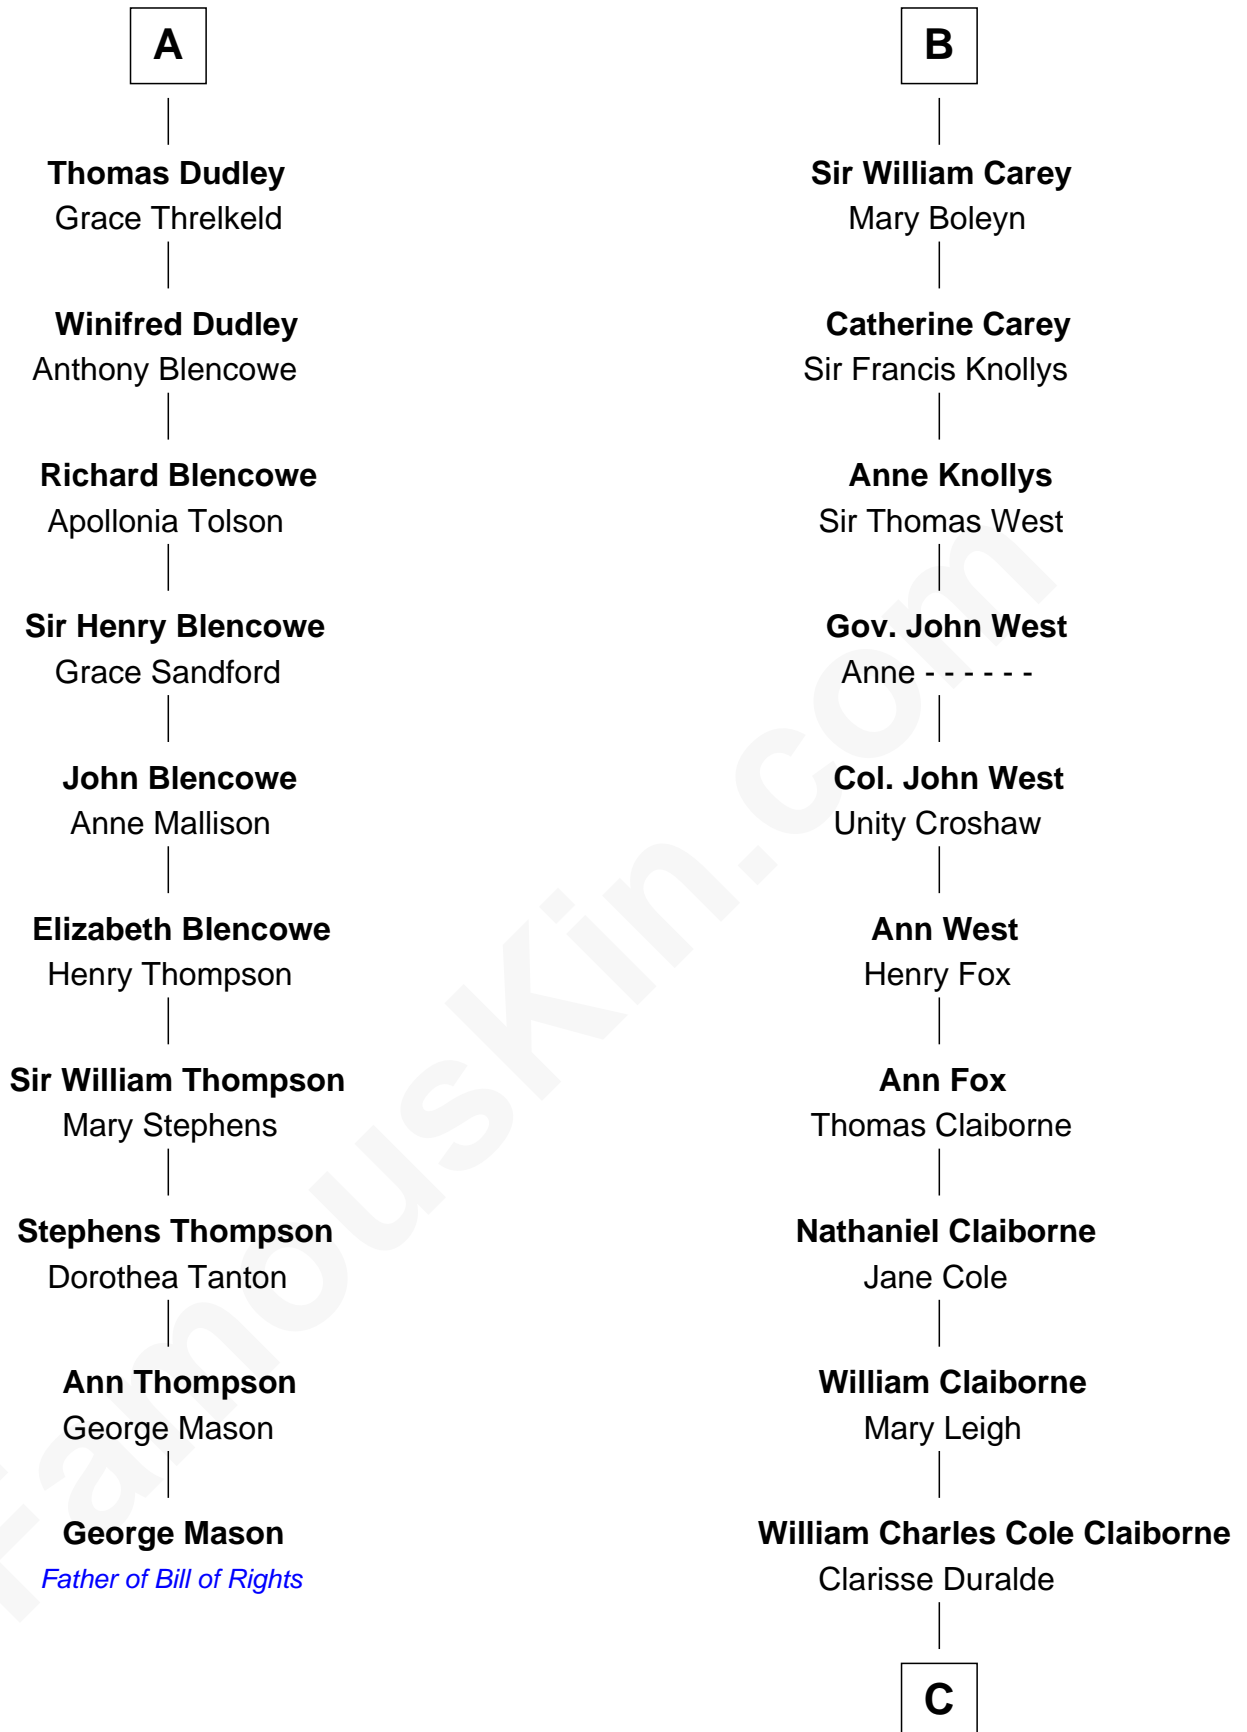 A
Thomas Dudley
Grace Threlkeld
Winifred Dudley
Anthony Blencowe
Richard Blencowe
Apollonia Tolson
Sir Henry Blencowe
Grace Sandford
John Blencowe
Anne Mallison
Elizabeth Blencowe
Henry Thompson
Sir William Thompson
Mary Stephens
Stephens Thompson
Dorothea Tanton
Ann Thompson
George Mason
George Mason
Father of Bill of Rights
B
Sir William Carey
Mary Boleyn
Catherine Carey
Sir Francis Knollys
Anne Knollys
Sir Thomas West
Gov. John West
Anne - - - - - -
Col. John West
Unity Croshaw
Ann West
Henry Fox
Ann Fox
Thomas Claiborne
Nathaniel Claiborne
Jane Cole
William Claiborne
Mary Leigh
William Charles Cole Claiborne
Clarisse Duralde
C
FamousKin.com